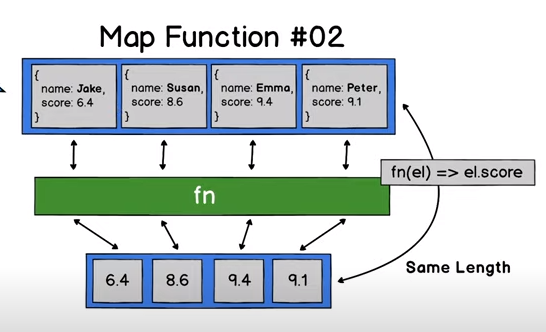 Map Function #02
{
name: Jake,
score: 6.4
}
{
name: Susan,
score: 8.6
}
{
name: Emma,
score: 9.4
}
{
name: Peter,
score: 9.1
}
fn
fn(el) => el.score
6.4
8.6
9.4
9.1
Same Length